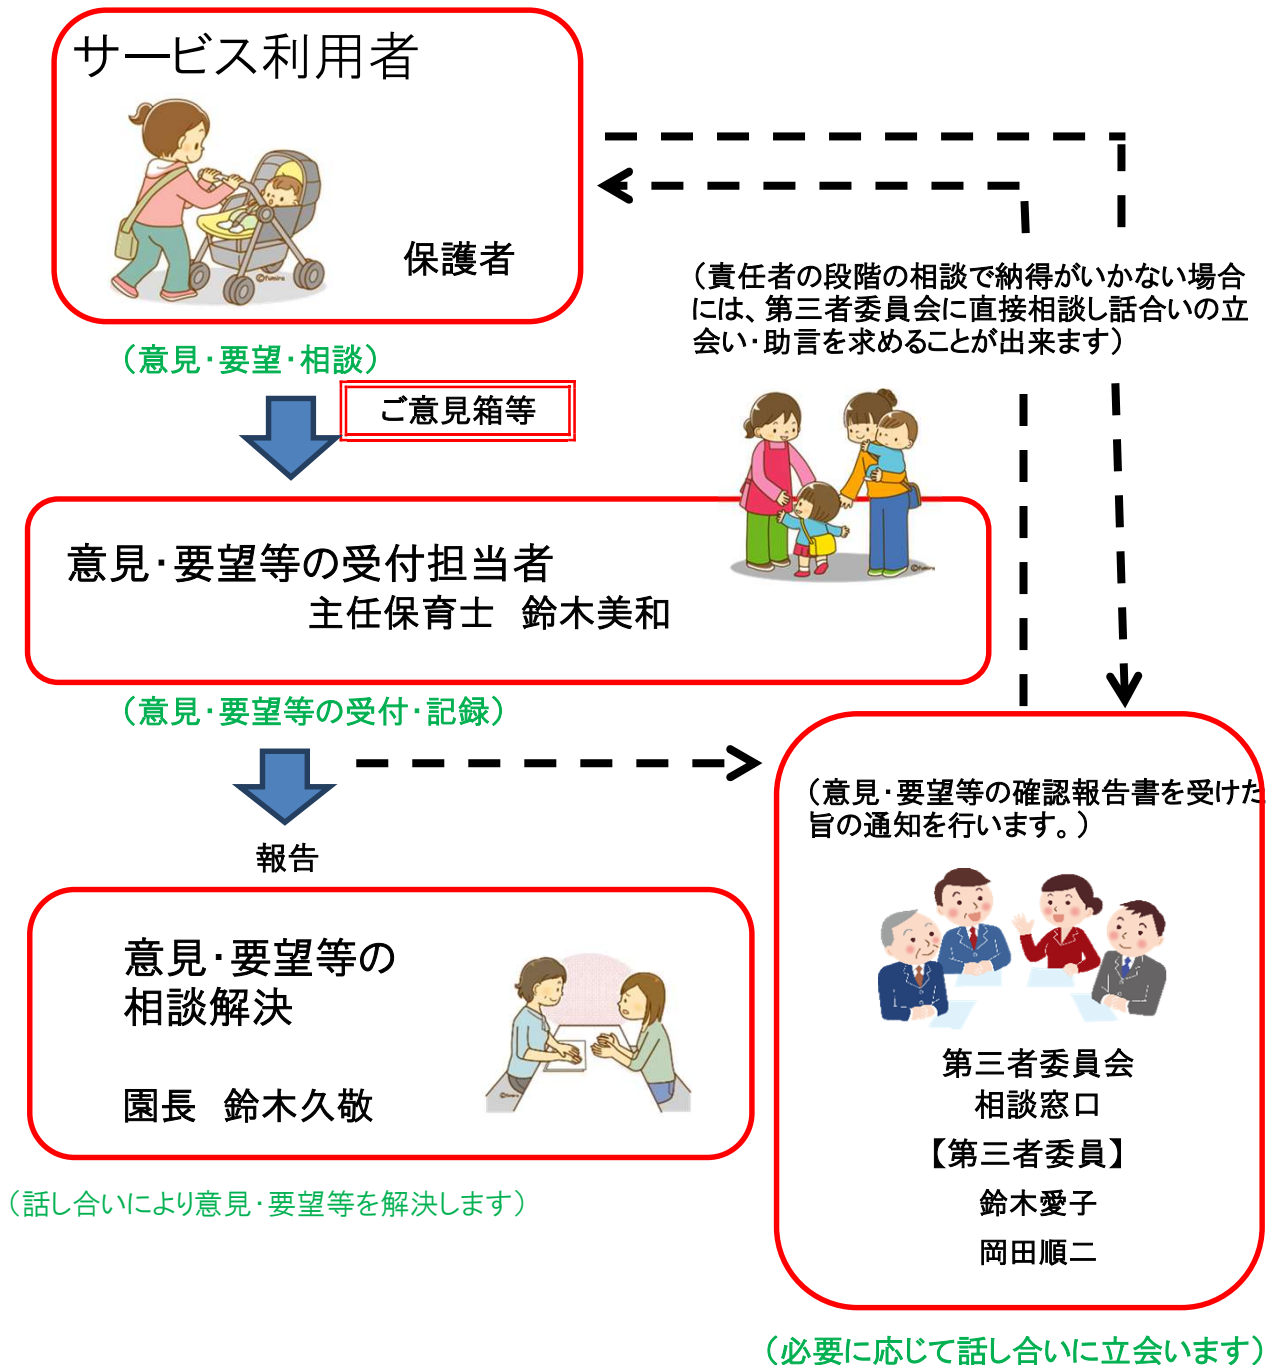 サービス利用者
保護者
(意見・要望・相談)
ご意見箱等
(責任者の段階の相談で納得がいかない場合
には、第三者委員会に直接相談し話合いの立
会い・助言を求めることが出来ます)
意見・要望等の受付担当者
主任保育士　鈴木美和
(意見・要望等の受付・記録)
報告
意見・要望等の
相談解決
園長　鈴木久敬
(話し合いにより意見・要望等を解決します)
(意見・要望等の確認報告書を受けた
旨の通知を行います。)
第三者委員会
相談窓口
【第三者委員】
鈴木愛子
岡田順二
(必要に応じて話し合いに立会います)
©fumira
©fumira